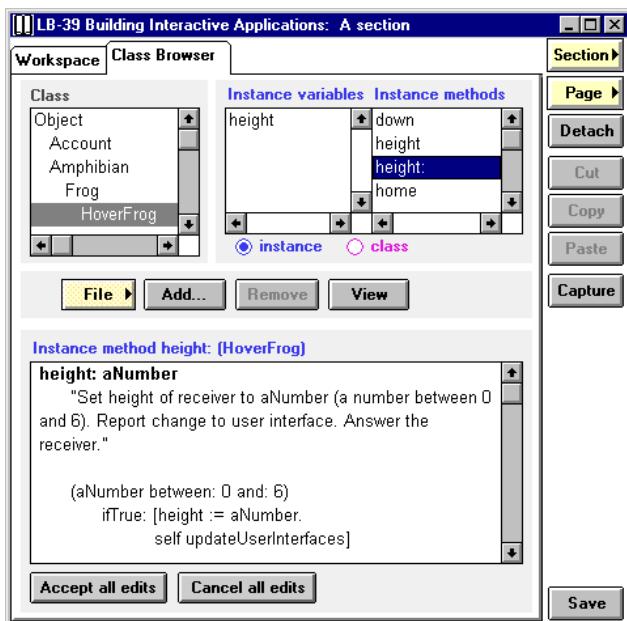 LB-39 Building Interactive Applications: A section
Workspace
Class Browser
Section
Page
Detach
Cut
Copy
Paste
Capture
Save
Class
Object
Account
Amphibian
Frog
HoverFrog
Instance variables
height
Instance methods
down
height
height:
home
instance
class
File
Add...
Remove
View
Instance method height: (HoverFrog)
height: aNumber
"Set height of receiver to aNumber (a number between 0
and 6). Report change to user interface. Answer the
receiver."
(aNumber between: 0 and: 6)
ifTrue: [height := aNumber.
self updateUserInterfaces]
Accept all edits
Cancel all edits